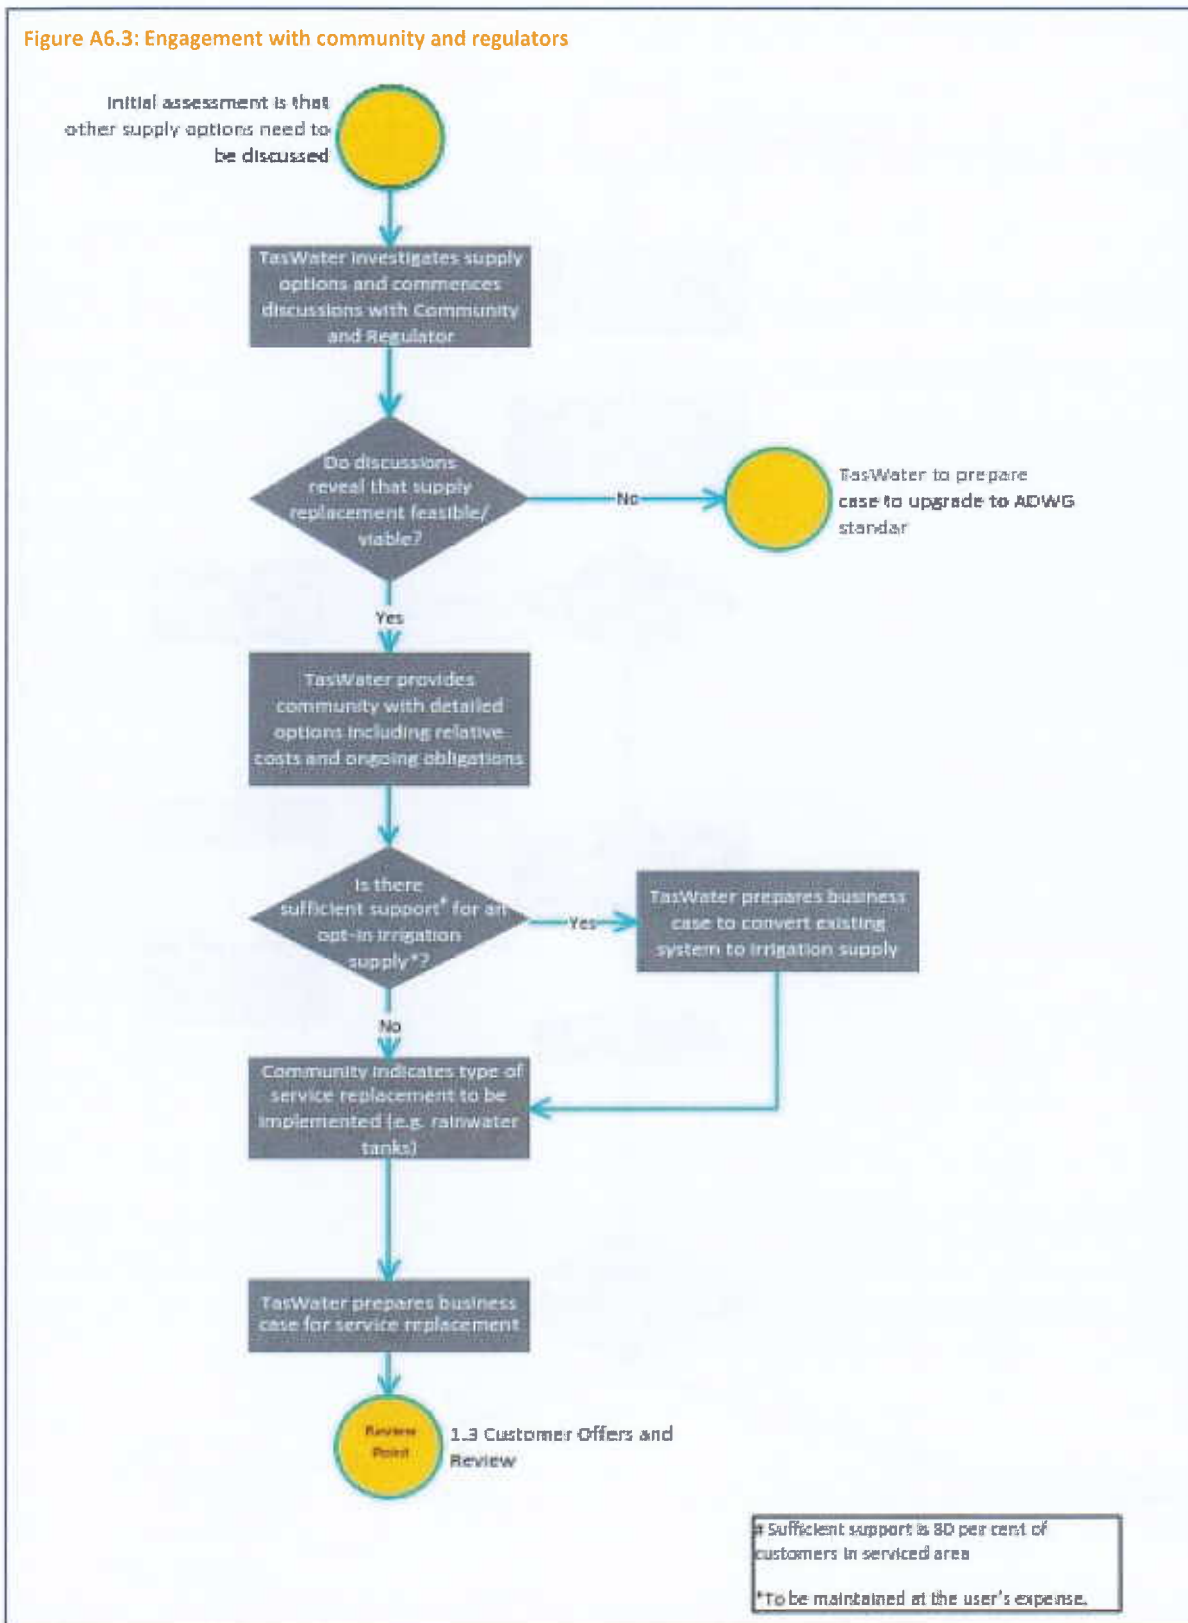 Figure A6.3: Engagement with community and regulators
Initial assessment is that
other supply options need to
be discussed
TasWater investigates supply
options and commences
discussions with Community
and Regulator
Do discussions
reveal that supply
replacement feasible/
viable?
No
TasWater to prepare
case to upgrade to ADWG
standar
Yes
TasWater provides
community with detailed
options including relative
costs and ongoing obligations
Is there
sufficient support# for an
opt-in irrigation
supply*?
Yes
TasWater prepares business
case to convert existing
system to irrigation supply
No
Community indicates type of
service replacement to be
implemented (e.g. rainwater
tanks)
TasWater prepares business
case for service replacement
Review
Point
1.3 Customer Offers and
Review
# Sufficient support is 80 per cent of
customers in serviced area
*To be maintained at the user's expense.